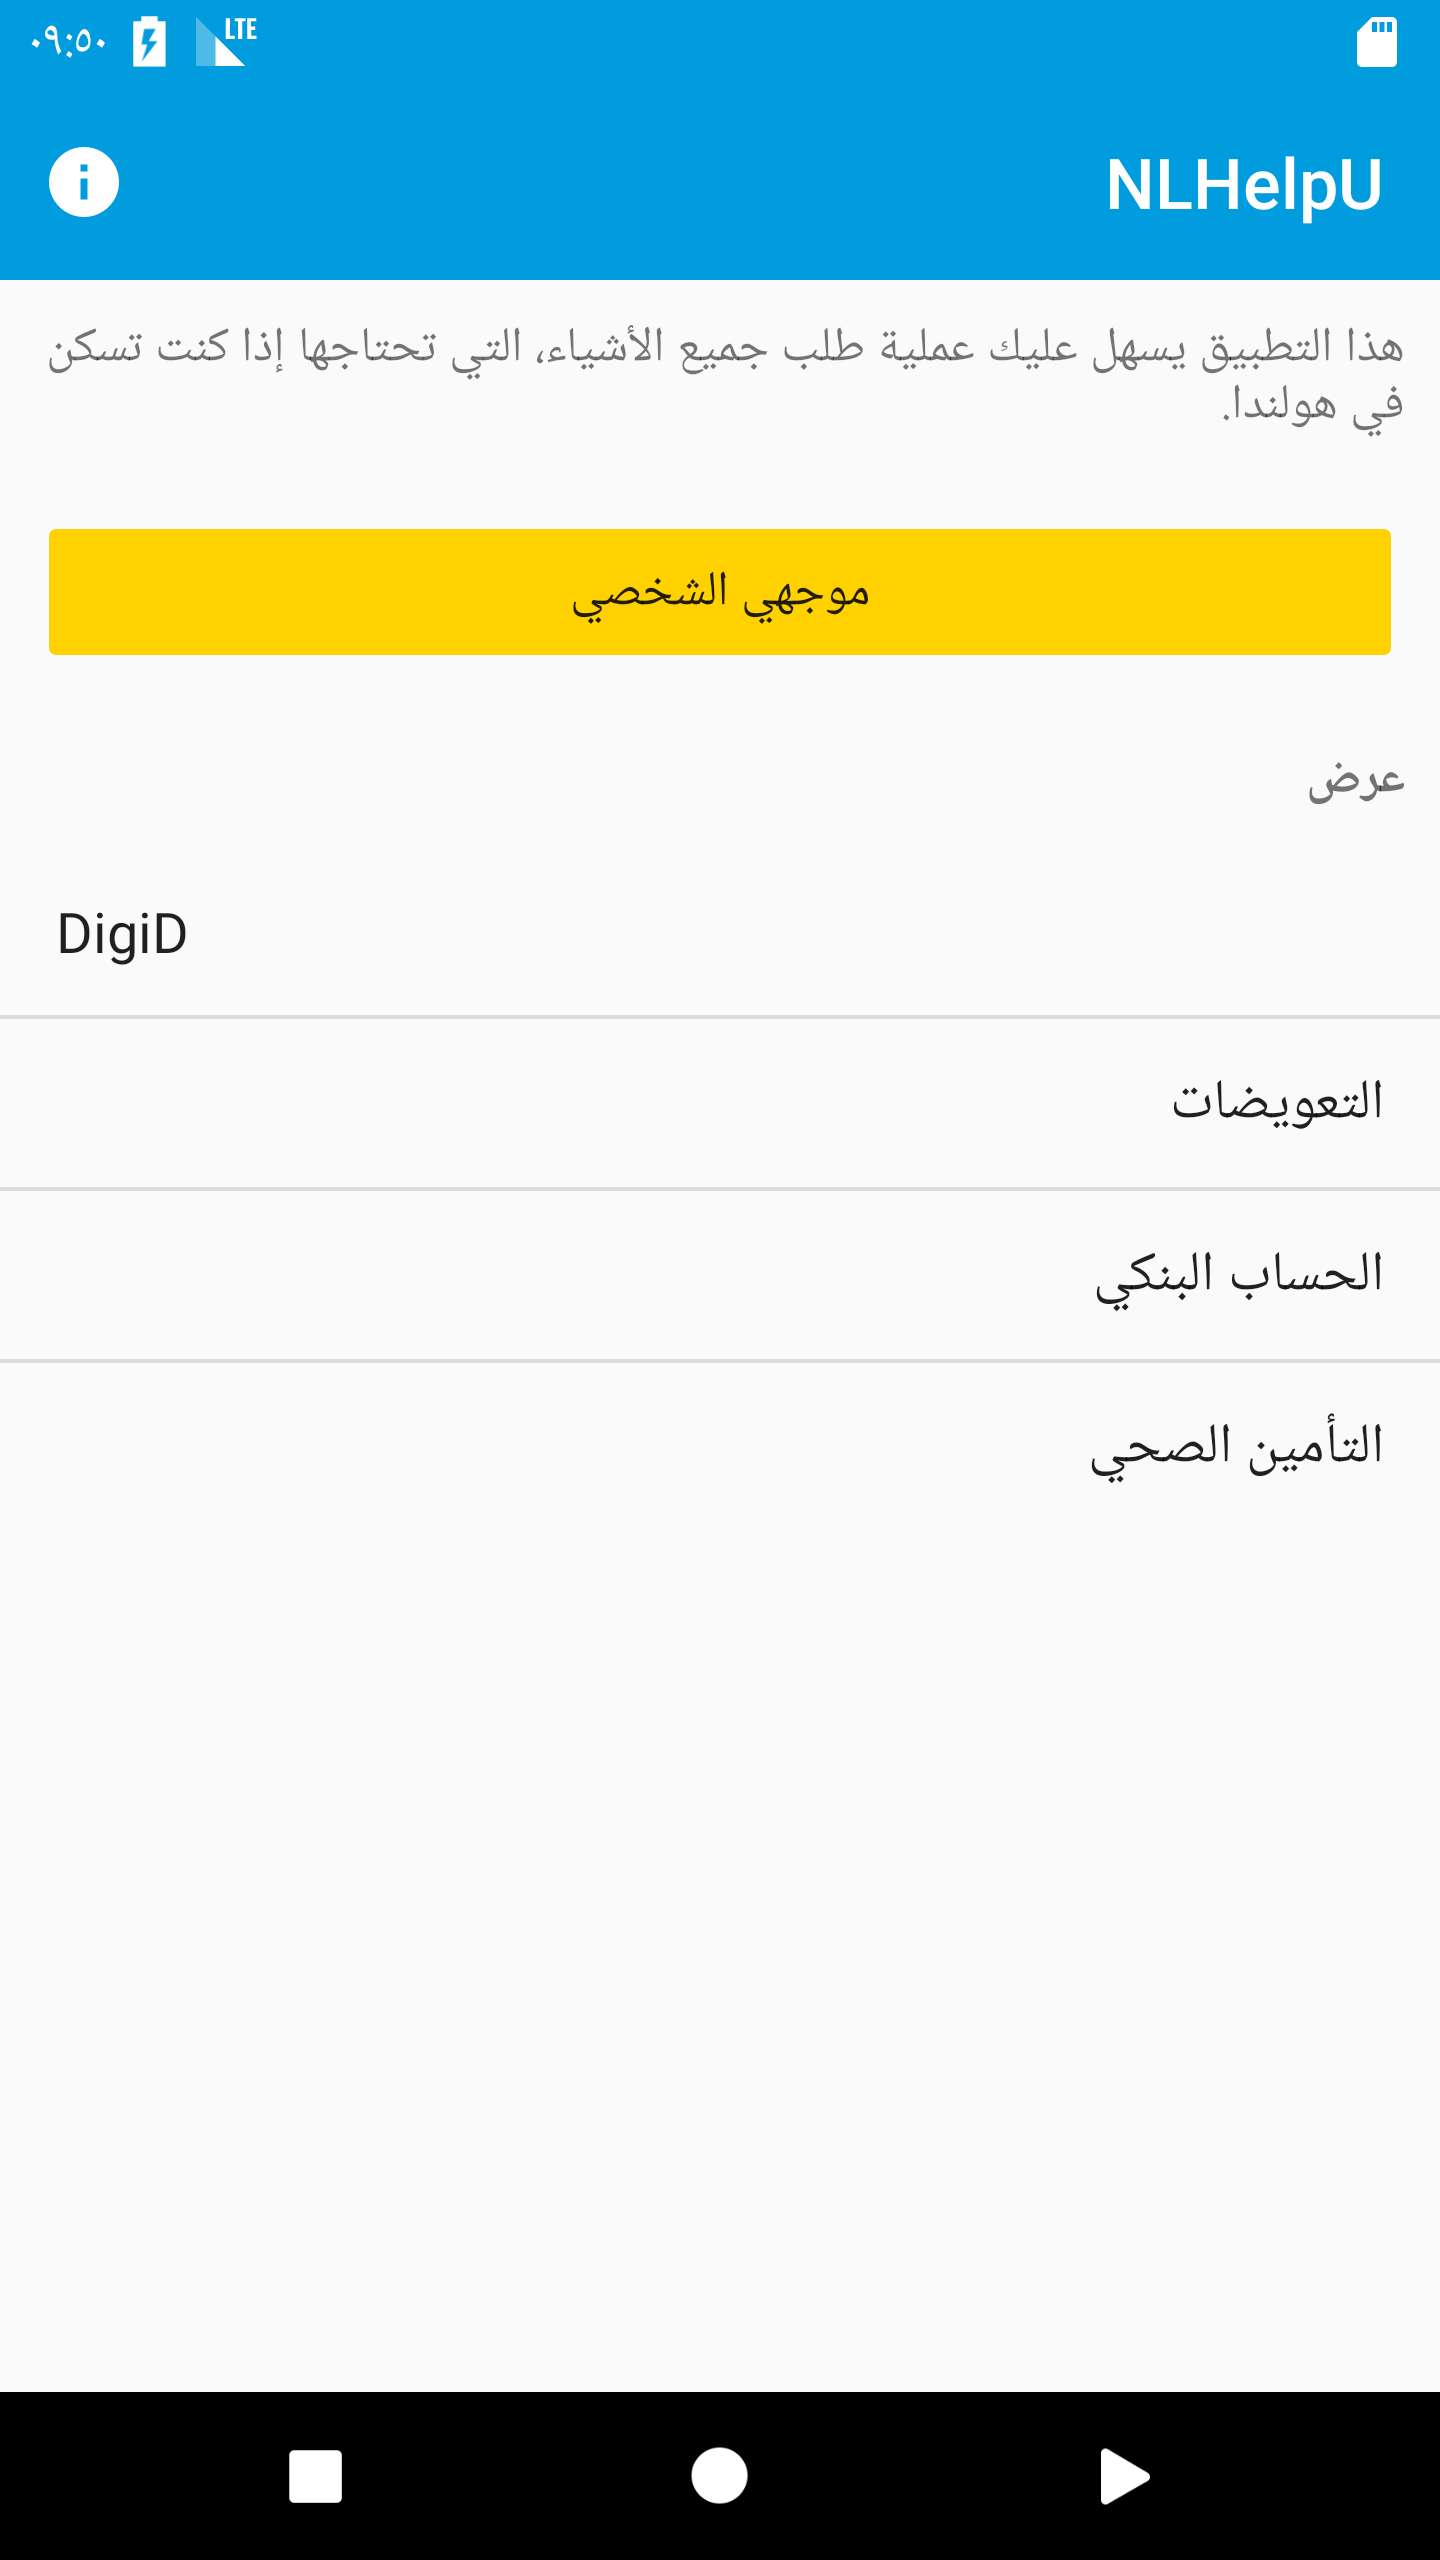 ٠٩:٥٠
LTE
NLHelpU
هذا التطبيق يسهل عليك عملية طلب جميع الأشياء، التي تحتاجها إذا كنت تسكن
في هولندا.
موجهي الشخصي
عرض
DigiD
التعويضات
الحساب البنكي
التأمين الصحي